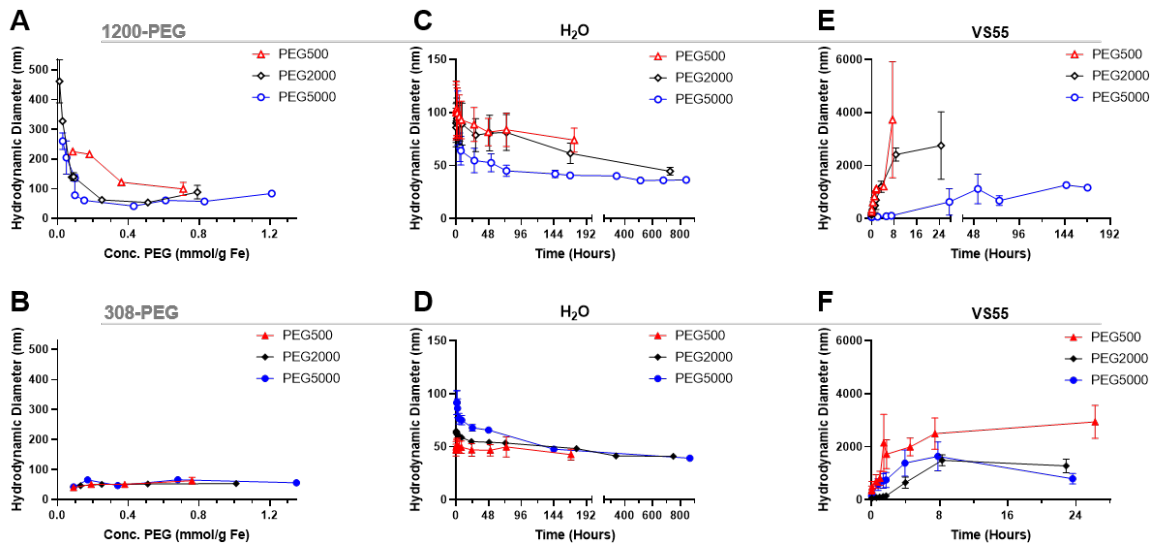 A
1200-PEG
Hydrodynamic Diameter (nm)
500
400
300
200
100
0
0.0
0.4
0.8
1.2
Conc. PEG (mmol/g Fe)
PEG500
PEG2000
PEG5000
C
H₂O
Hydrodynamic Diameter (nm)
150
100
50
0
0
48
96
144
192
400
600
800
Time (Hours)
PEG500
PEG2000
PEG5000
E
VS55
Hydrodynamic Diameter (nm)
6000
4000
2000
0
0
8
16
24
48
96
144
192
Time (Hours)
PEG500
PEG2000
PEG5000
B
308-PEG
Hydrodynamic Diameter (nm)
500
400
300
200
100
0
0.0
0.4
0.8
1.2
Conc. PEG (mmol/g Fe)
PEG500
PEG2000
PEG5000
D
H₂O
Hydrodynamic Diameter (nm)
150
100
50
0
0
48
96
144
192
400
600
800
Time (Hours)
PEG500
PEG2000
PEG5000
F
VS55
Hydrodynamic Diameter (nm)
6000
4000
2000
0
0
8
16
24
Time (Hours)
PEG500
PEG2000
PEG5000